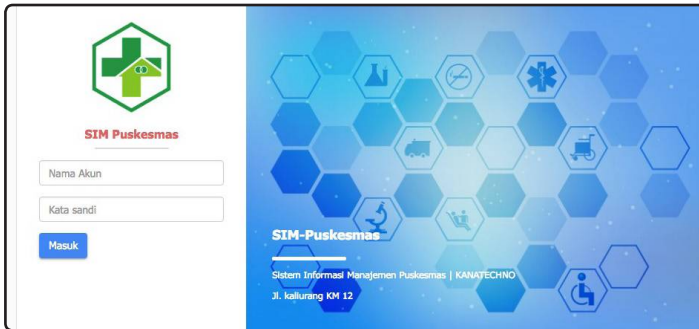 SIM Puskesmas
Nama Akun
Kata sandi
Masuk
SIM-Puskesmas
Sistem Informasi Manajemen Puskesmas | KANATECHNO
Jl. kaliurang KM 12